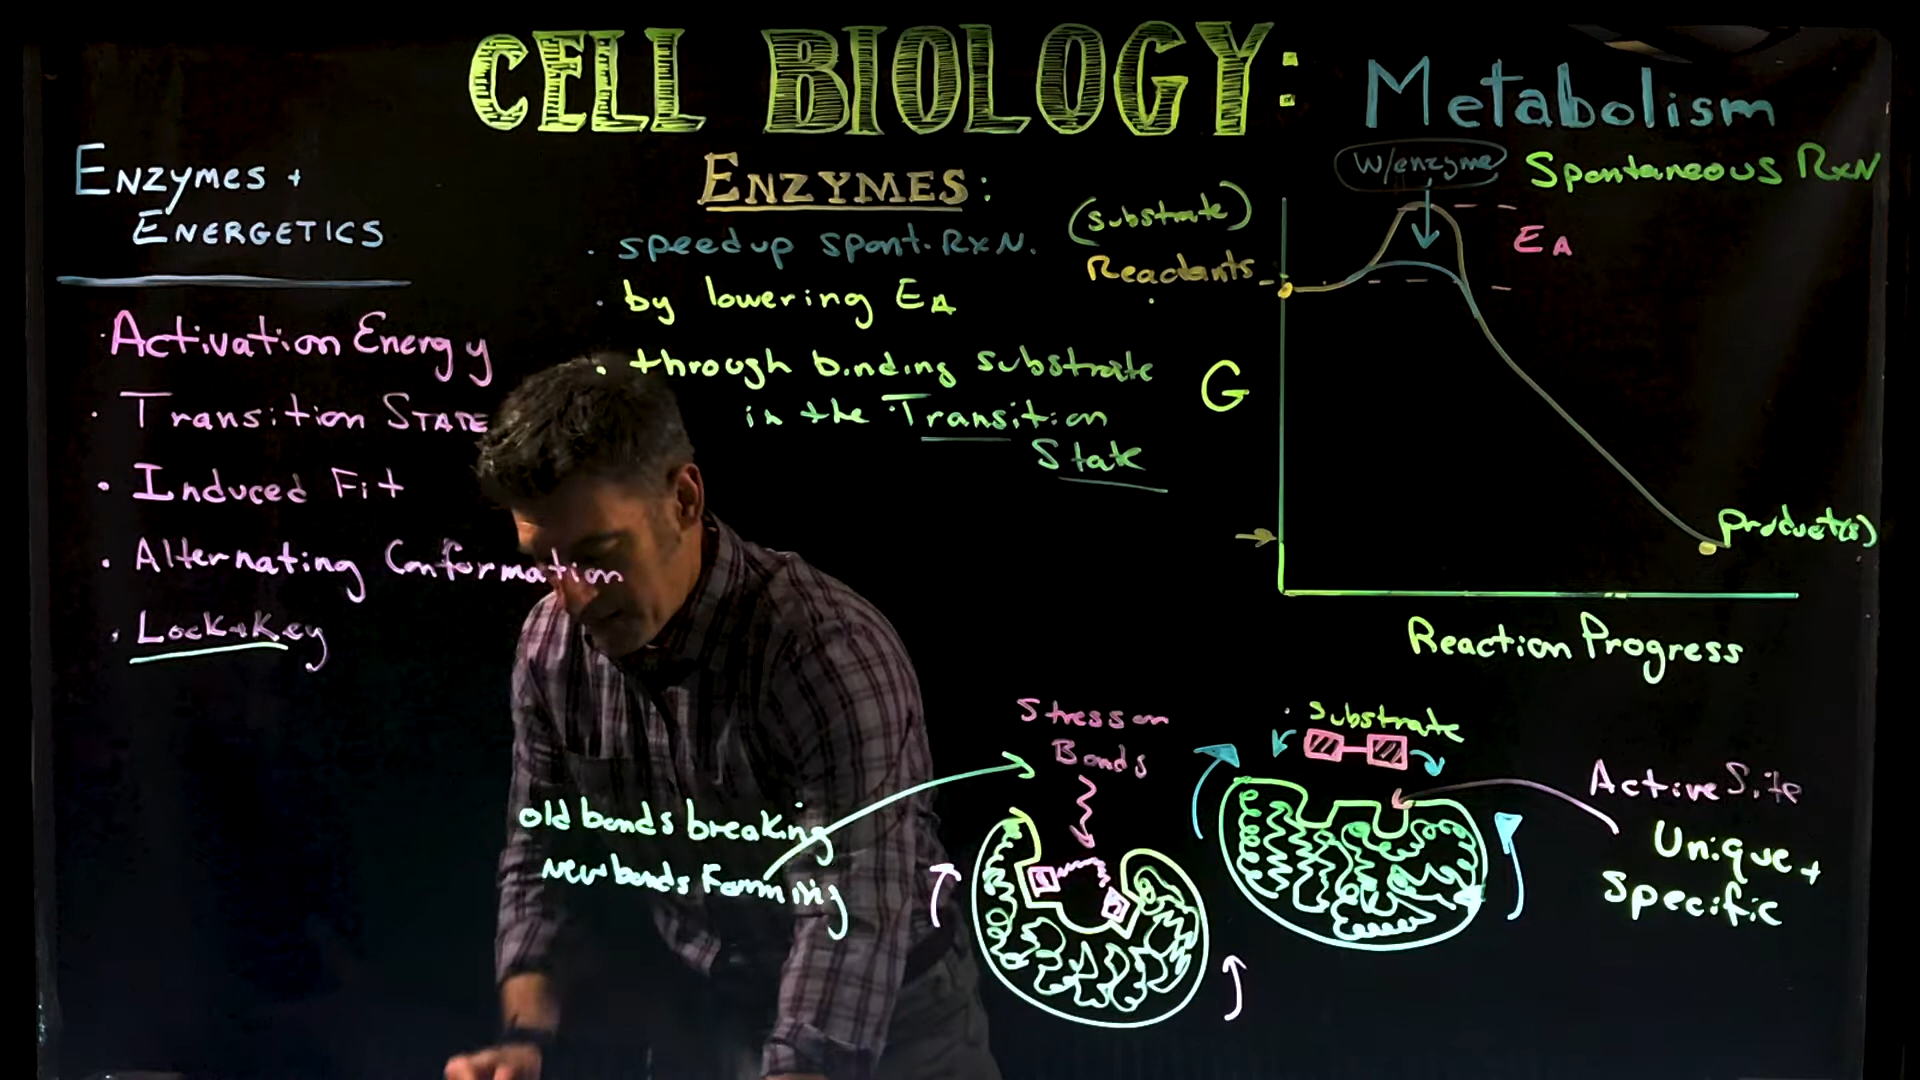 CELL BIOLOGY: Metabolism
ENZYMES +
ENERGETICS
· Activation Energy
· Transition STATE
· Induced Fit
· Alternating Conformation
· Lock + Key
ENZYMES:
· speed up spont. RxN.
· by lowering EA
· through binding substrate
in the Transition
State
w/enzyme
Spontaneous RxN
(substrate)
Reactants
EA
G
product(s)
Reaction Progress
Stress on
Bonds
old bonds breaking
new bonds Forming
· substrate
Active Site
Unique +
specific